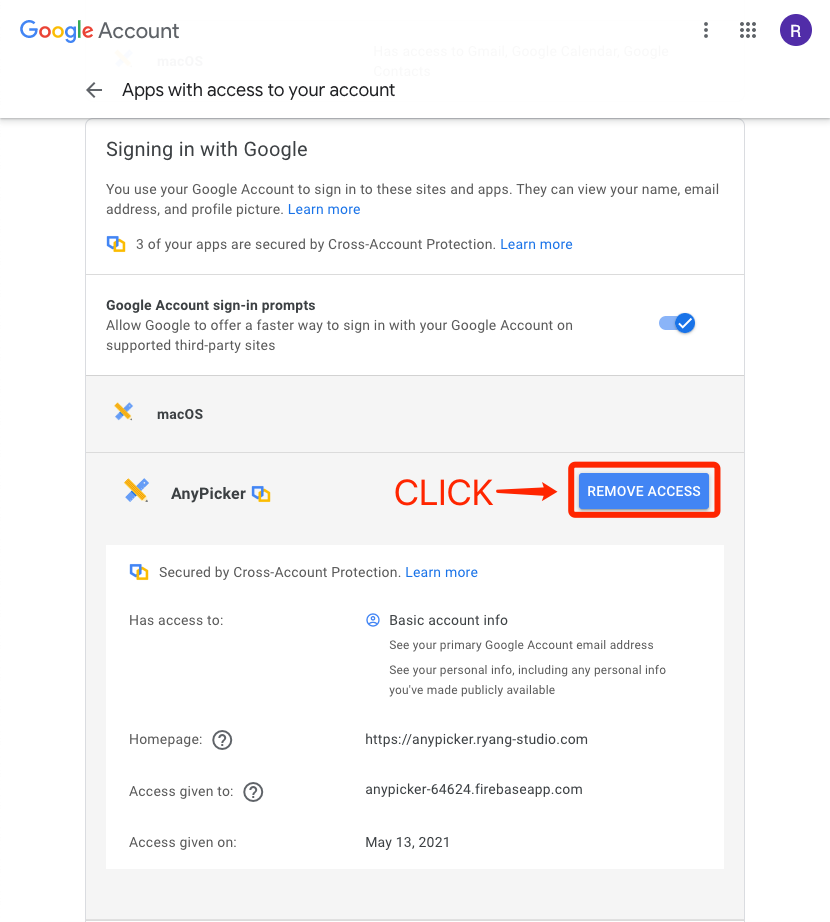 Google Account
R
macOS
Has access to Gmail, Google Calendar, Google
Contacts
Apps with access to your account
Signing in with Google
You use your Google Account to sign in to these sites and apps. They can view your name, email
address, and profile picture. Learn more
3 of your apps are secured by Cross-Account Protection. Learn more
Google Account sign-in prompts
Allow Google to offer a faster way to sign in with your Google Account on
supported third-party sites
macOS
AnyPicker
CLICK
REMOVE ACCESS
Secured by Cross-Account Protection. Learn more
Has access to:
Basic account info
See your primary Google Account email address
See your personal info, including any personal info
you've made publicly available
Homepage:
https://anypicker.ryang-studio.com
Access given to:
anypicker-64624.firebaseapp.com
Access given on:
May 13, 2021